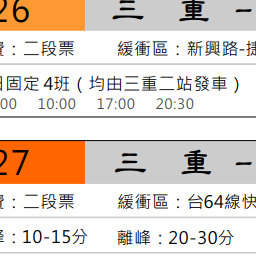 26 三 重 -
費：二段票 緩衝區：新興路-捷
日固定 4班（均由三重二站發車）
:00 10:00 17:00 20:30
27 三 重 -
費：二段票 緩衝區：台64線快
峰：10-15分 離峰：20-30分